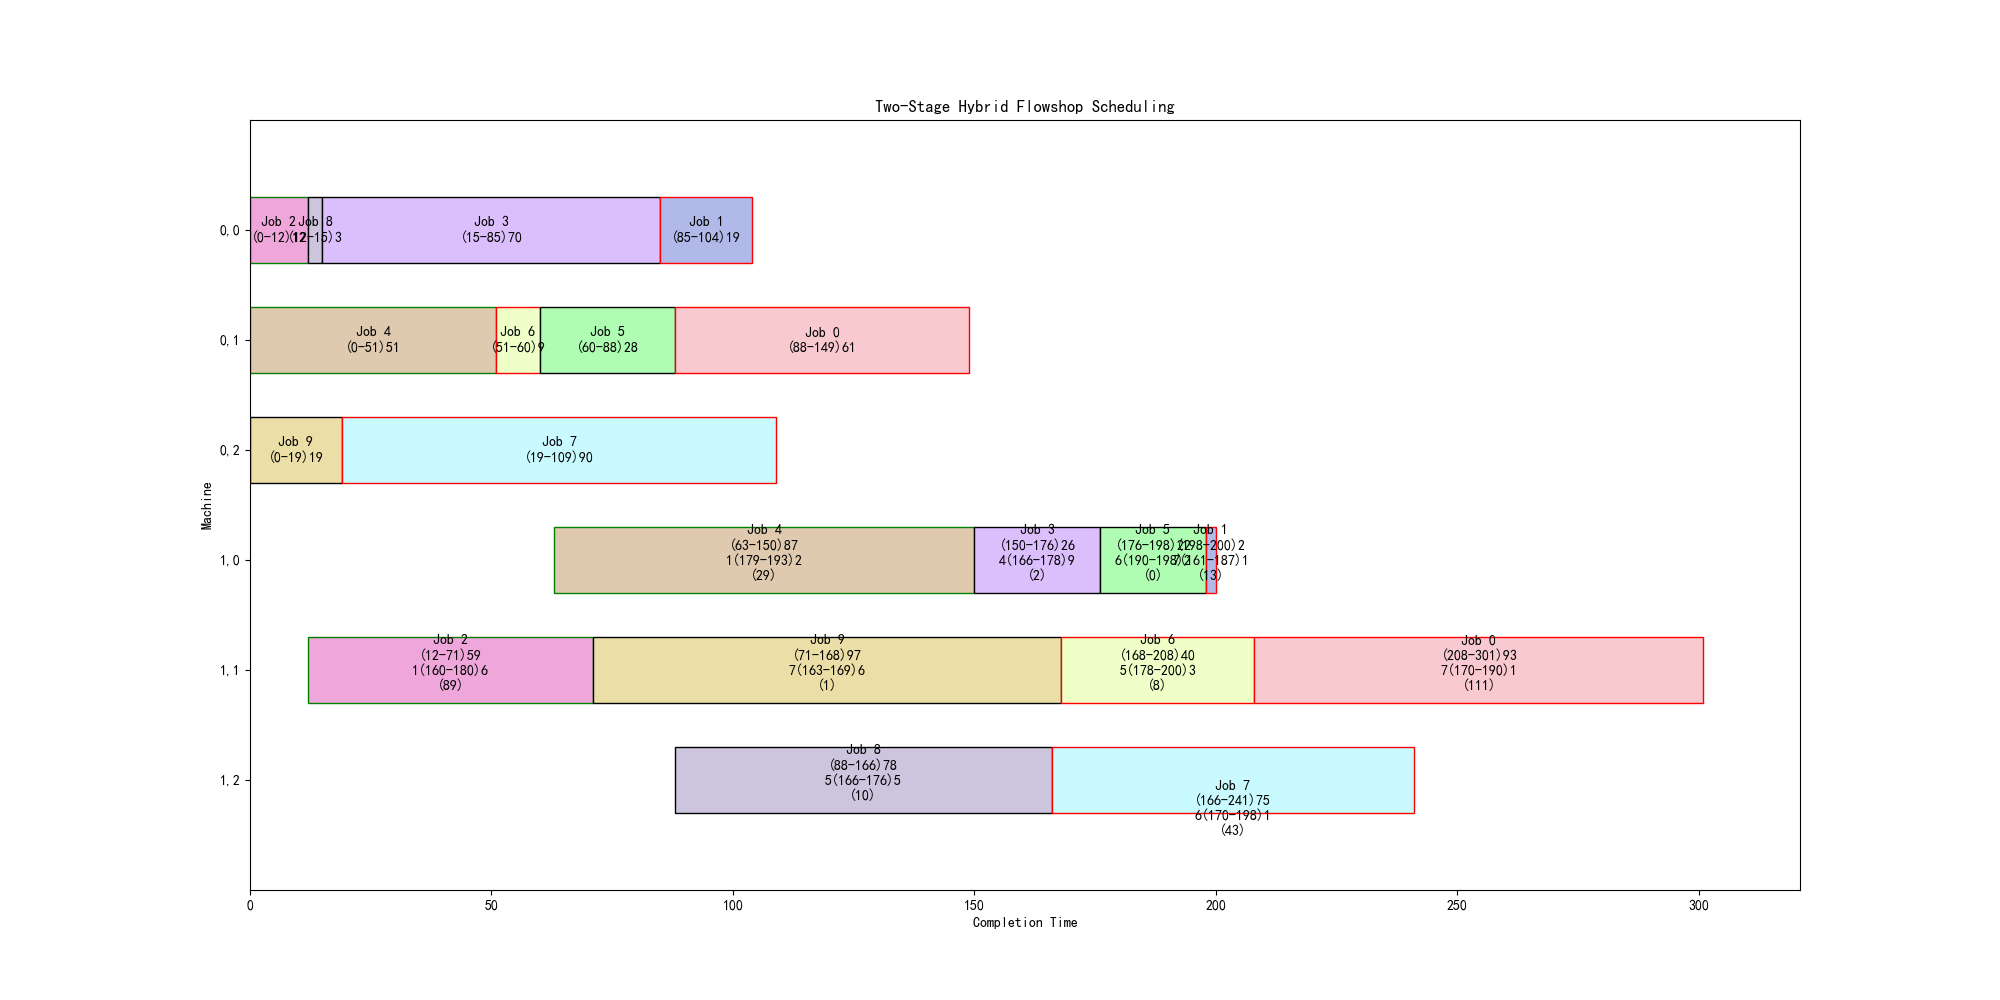 Two-Stage Hybrid Flowshop Scheduling
0,0
Job 2
(0-12)12
Job 8
(12-15)3
Job 3
(15-85)70
Job 1
(85-104)19
0,1
Job 4
(0-51)51
Job 6
(51-60)9
Job 5
(60-88)28
Job 0
(88-149)61
0,2
Job 9
(0-19)19
Job 7
(19-109)90
Machine
1,0
Job 4
(63-150)87
1(179-193)2
(29)
Job 3
(150-176)26
4(166-178)9
(2)
Job 5
(176-198)22
6(190-198)2
(0)
Job 1
(198-200)2
(161-187)1
(13)
1,1
Job 2
(12-71)59
1(160-180)6
(89)
Job 9
(71-168)97
7(163-169)6
(1)
Job 6
(168-208)40
5(178-200)3
(8)
Job 0
(208-301)93
7(170-190)1
(111)
1,2
Job 8
(88-166)78
5(166-176)5
(10)
Job 7
(166-241)75
6(170-198)1
(43)
0
50
100
150
200
250
300
Completion Time